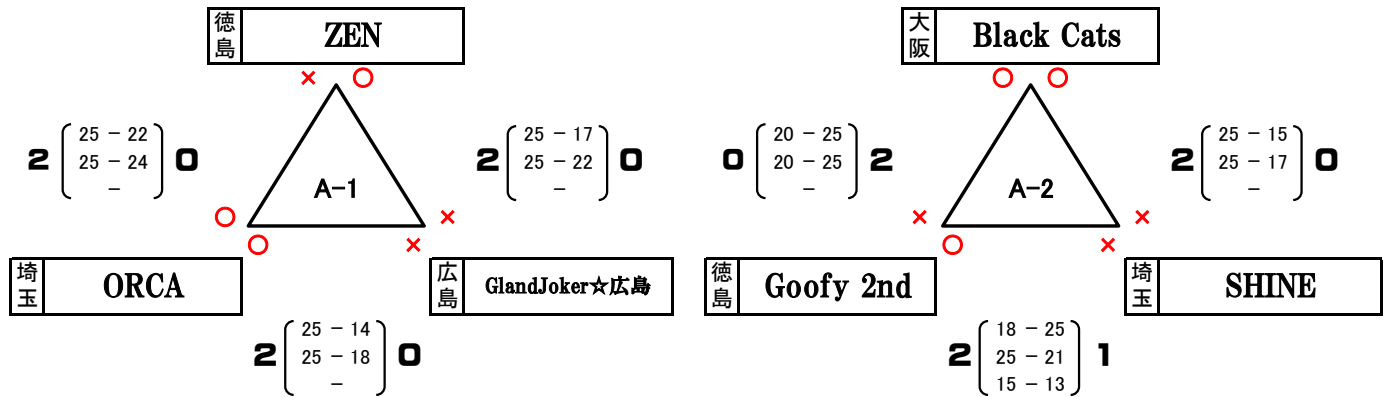 徳島 ZEN
× ○
2 25 － 22 0
25 － 24
－
2 25 － 17 0
25 － 22
－
A－1
○ ×
○ ×
埼玉 ORCA
広島 GlandJoker☆広島
2 25 － 14 0
25 － 18
－
大阪 Black Cats
○ ○
0 20 － 25 2
20 － 25
－
2 25 － 15 0
25 － 17
－
A－2
× ×
○ ×
徳島 Goofy 2nd
埼玉 SHINE
2 18 － 25 1
25 － 21
15 － 13